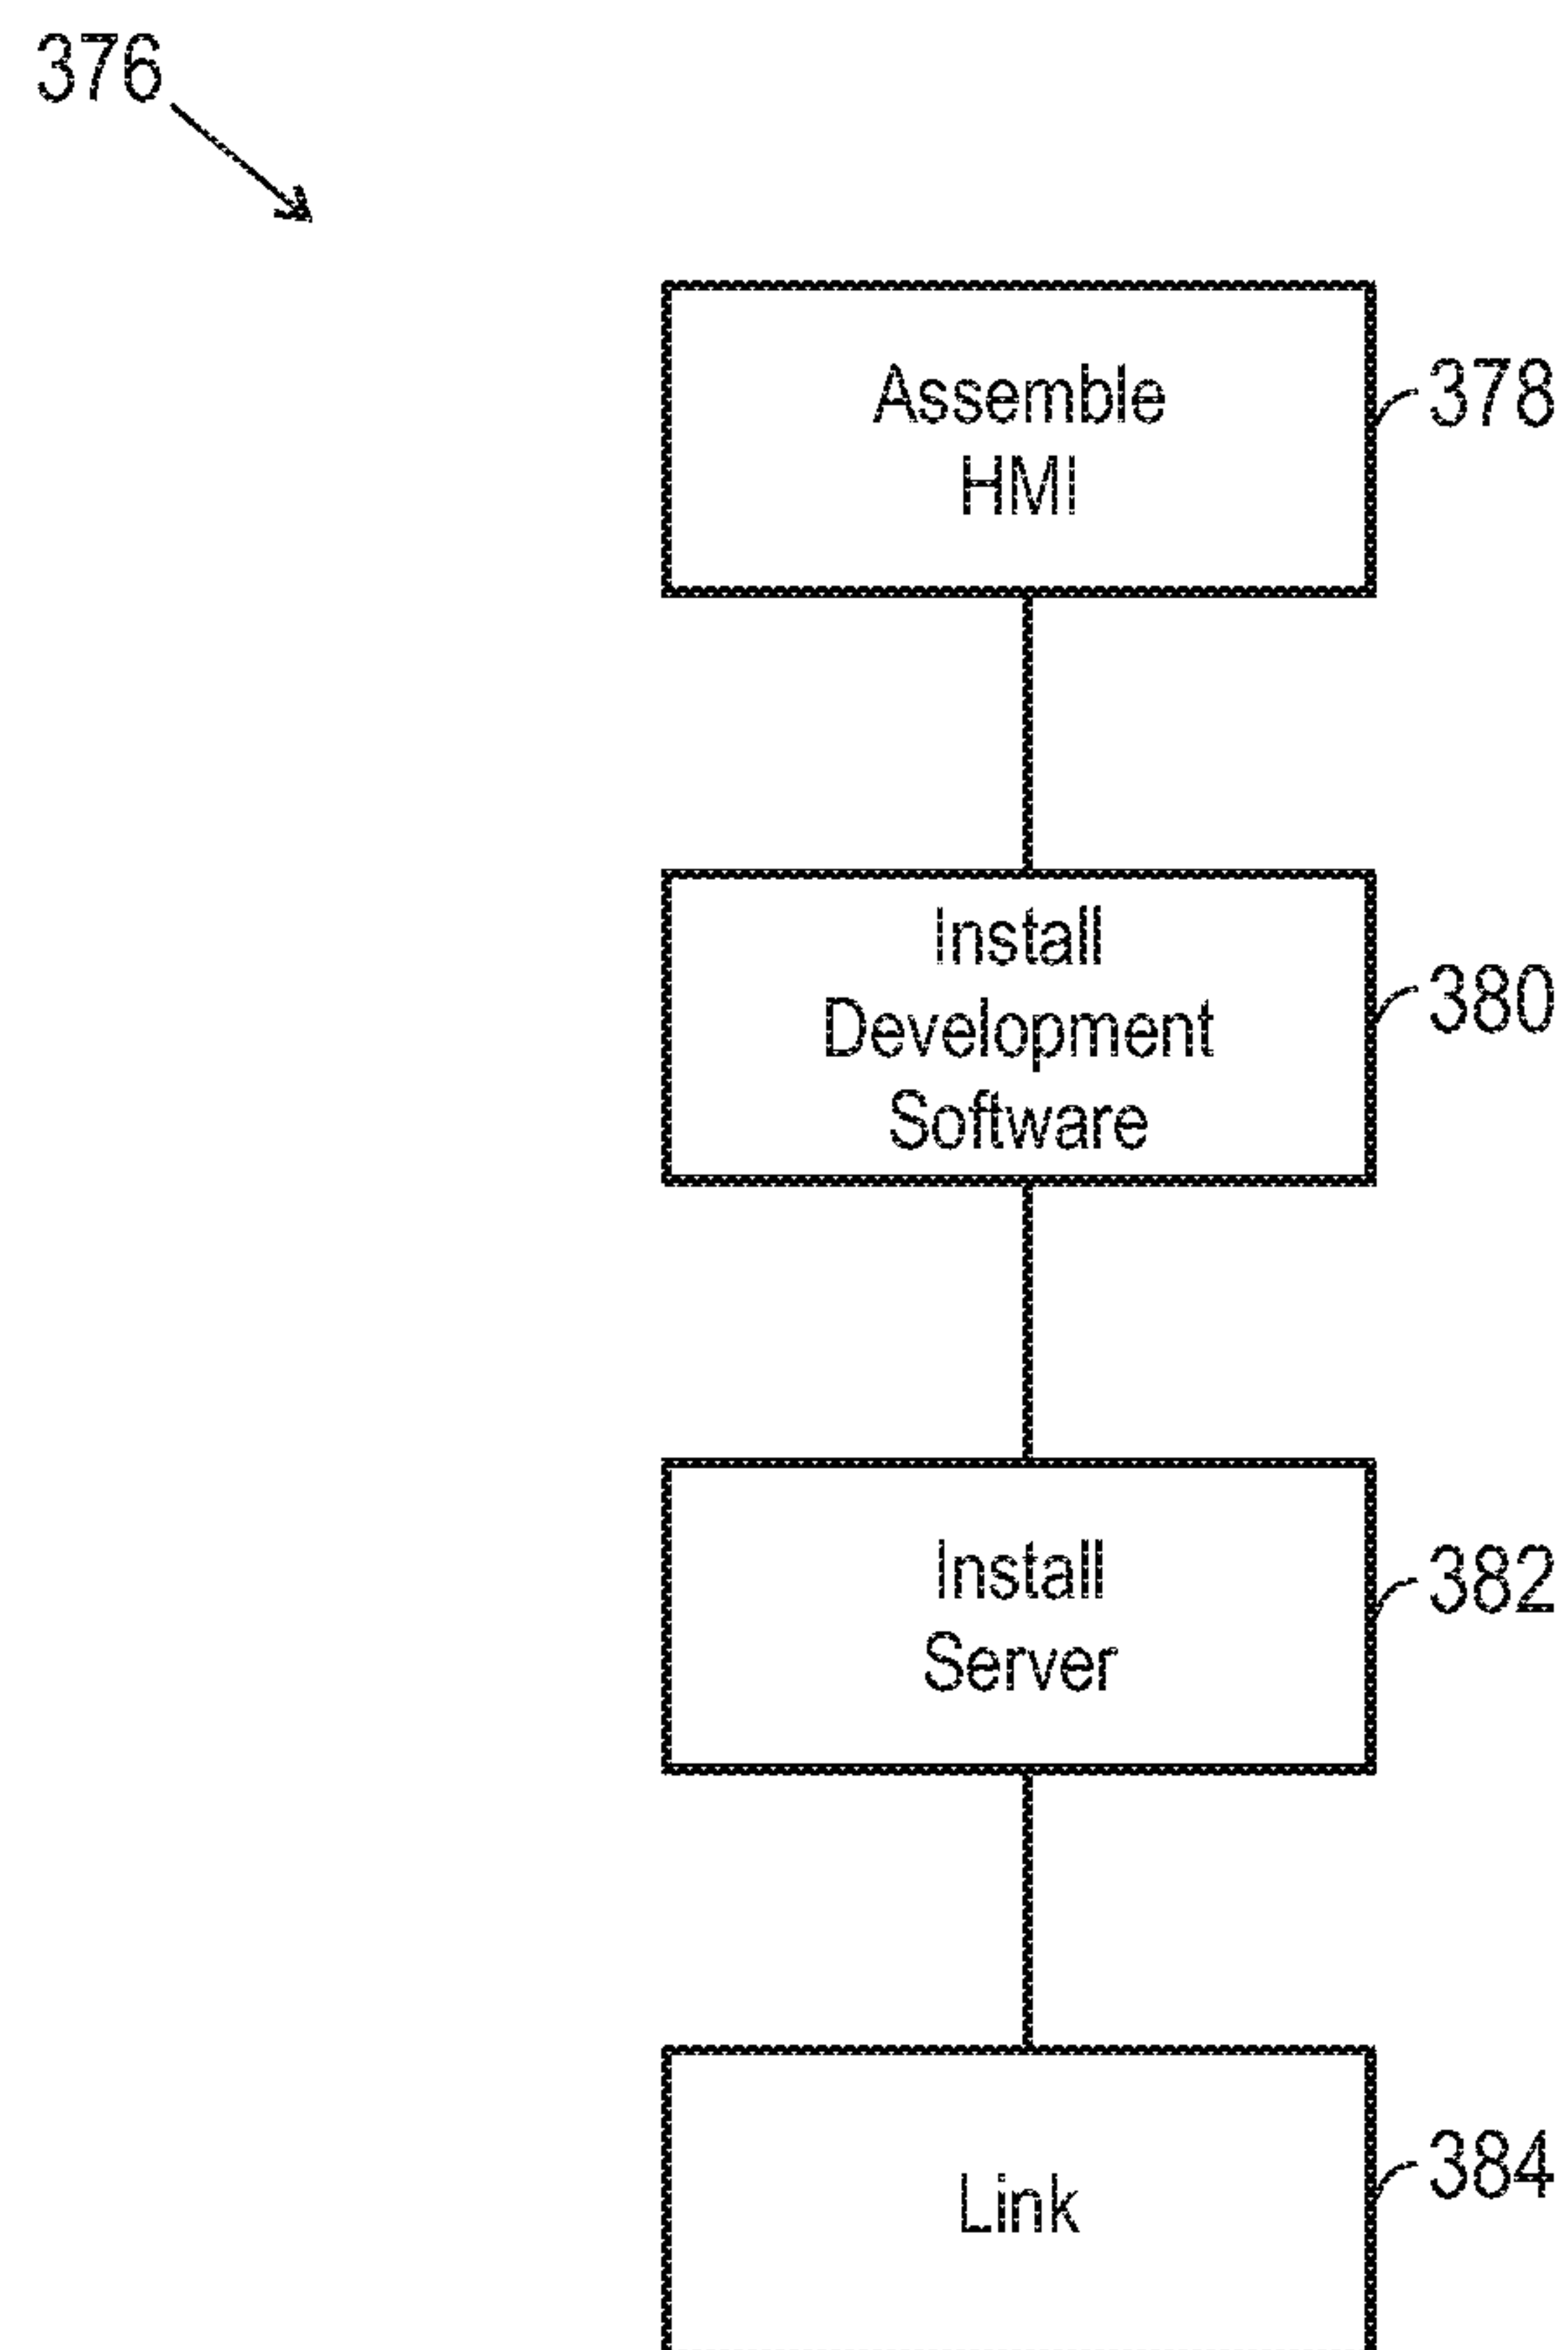 376
Assemble
HMI
378
Install
Development
Software
380
Install
Server
382
Link
384